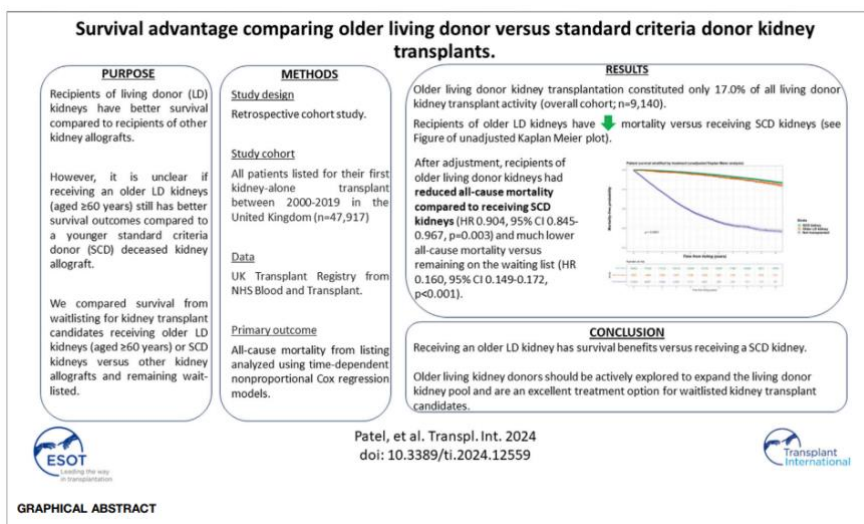 Survival advantage comparing older living donor versus standard criteria donor kidney
transplants.
PURPOSE
Recipients of living donor (LD)
kidneys have better survival
compared to recipients of other
kidney allografts.
However, it is unclear if
receiving an older LD kidneys
(aged ≥60 years) still has better
survival outcomes compared to
a younger standard criteria
donor (SCD) deceased kidney
allograft.
We compared survival from
waitlisting for kidney transplant
candidates receiving older LD
kidneys (aged ≥60 years) or SCD
kidneys versus other kidney
allografts and remaining wait-
listed.
METHODS
Study design
Retrospective cohort study.
Study cohort
All patients listed for their first
kidney-alone transplant
between 2000-2019 in the
United Kingdom (n=47,917)
Data
UK Transplant Registry from
NHS Blood and Transplant.
Primary outcome
All-cause mortality from listing
analyzed using time-dependent
nonproportional Cox regression
models.
RESULTS
Older living donor kidney transplantation constituted only 17.0% of all living donor
kidney transplant activity (overall cohort; n=9,140).
Recipients of older LD kidneys have mortality versus receiving SCD kidneys (see
Figure of unadjusted Kaplan Meier plot).
After adjustment, recipients of
older living donor kidneys had
reduced all-cause mortality
compared to receiving SCD
kidneys (HR 0.904, 95% CI 0.845-
0.967, p=0.003) and much lower
all-cause mortality versus
remaining on the waiting list (HR
0.160, 95% CI 0.149-0.172,
p<0.001).
CONCLUSION
Receiving an older LD kidney has survival benefits versus receiving a SCD kidney.
Older living kidney donors should be actively explored to expand the living donor
kidney pool and are an excellent treatment option for waitlisted kidney transplant
candidates.
ESOT
Leading the way
in transplantation
Patel, et al. Transpl. Int. 2024
doi: 10.3389/ti.2024.12559
Transplant
International
GRAPHICAL ABSTRACT